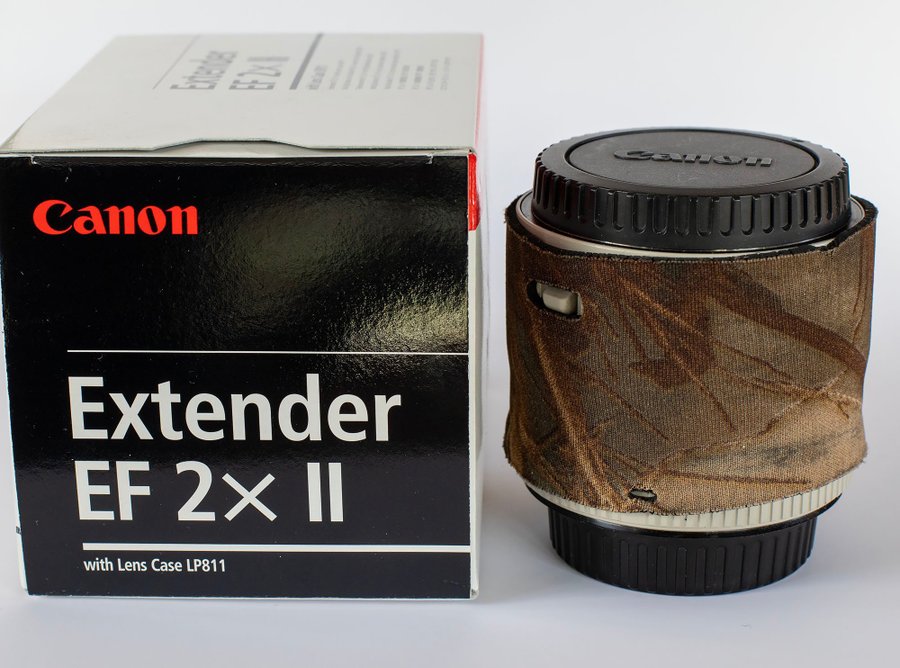 Extender
EF 2× II
Canon
Extender
EF 2× II
with Lens Case LP811
Canon